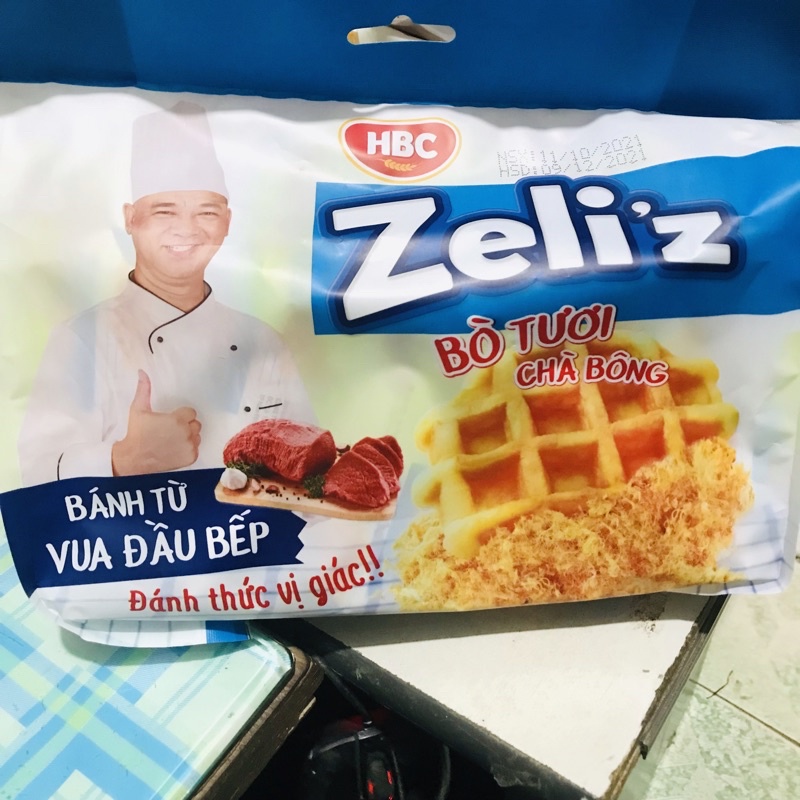 HBC
NSX:11/10/2021
HSD:09/12/2021
Zeli'z
BÒ TƯƠI
CHÀ BÔNG
BÁNH TỪ
VUA ĐẦU BẾP
Đánh thức vị giác!!